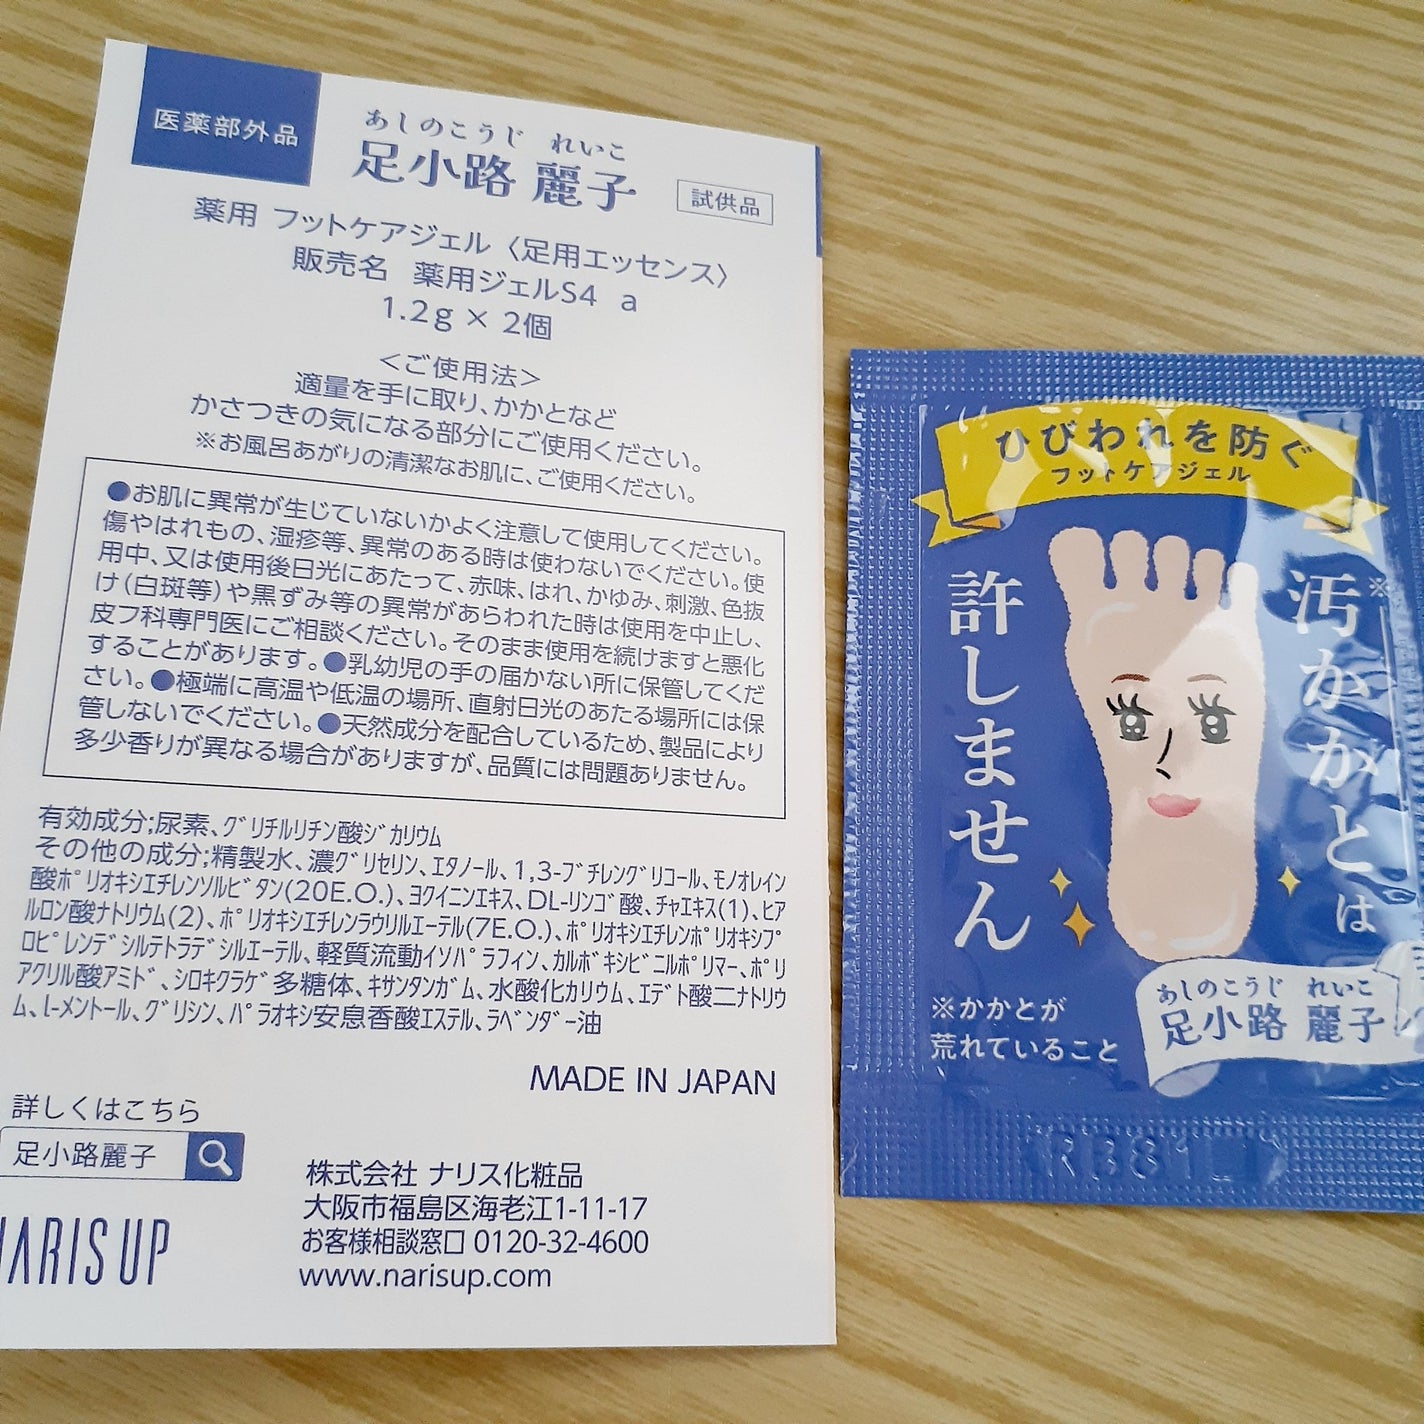 医薬部外品
あしのこうじ れいこ
足小路 麗子
試供品
薬用 フットケアジェル〈足用エッセンス〉
販売名 薬用ジェルS4 a
1.2g × 2個
＜ご使用法＞
適量を手に取り、かかとなど
かさつきの気になる部分にご使用ください。
※お風呂あがりの清潔なお肌に、ご使用ください。
●お肌に異常が生じていないかよく注意して使用してください。
傷やはれもの、湿疹等、異常のある時は使わないでください。使
用中、又は使用後日光にあたって、赤味、はれ、かゆみ、刺激、色抜
け(白斑等)や黒ずみ等の異常があらわれた時は使用を中止し、
皮フ科専門医にご相談ください。そのまま使用を続けますと悪化
することがあります。●乳幼児の手の届かない所に保管してくだ
さい。●極端に高温や低温の場所、直射日光のあたる場所には保
管しないでください。●天然成分を配合しているため、製品により
多少香りが異なる場合がありますが、品質には問題ありません。
有効成分;尿素、ｸﾞﾘﾁﾙﾘﾁﾝ酸ｼﾞｶﾘｳﾑ
その他の成分;精製水、濃ｸﾞﾘｾﾘﾝ、ｴﾀﾉｰﾙ、1,3-ﾌﾞﾁﾚﾝｸﾞﾘｺｰﾙ、ﾓﾉｵﾚｲﾝ
酸ﾎﾟﾘｵｷｼｴﾁﾚﾝｿﾙﾋﾞﾀﾝ(20E.O.)、ﾖｸｲﾆﾝｴｷｽ、DL-ﾘﾝｺﾞ酸、ﾁｬｴｷｽ(1)、ﾋｱ
ﾙﾛﾝ酸ﾅﾄﾘｳﾑ(2)、ﾎﾟﾘｵｷｼｴﾁﾚﾝﾗｳﾘﾙｴｰﾃﾙ(7E.O.)、ﾎﾟﾘｵｷｼｴﾁﾚﾝﾎﾟﾘｵｷｼﾌﾟ
ﾛﾋﾟﾚﾝﾃﾞｼﾙﾃﾄﾗﾃﾞｼﾙｴｰﾃﾙ、軽質流動ｲｿﾊﾟﾗﾌｨﾝ、ｶﾙﾎﾞｷｼﾋﾞﾆﾙﾎﾟﾘﾏｰ、ﾎﾟﾘ
ｱｸﾘﾙ酸ｱﾐﾄﾞ、ｼﾛｷｸﾗｹﾞ多糖体、ｷｻﾝﾀﾝｶﾞﾑ、水酸化ｶﾘｳﾑ、ｴﾃﾞﾄ酸二ﾅﾄﾘｳ
ﾑ、l-ﾒﾝﾄｰﾙ、ｸﾞﾘｼﾝ、ﾊﾟﾗｵｷｼ安息香酸ｴｽﾃﾙ、ﾗﾍﾞﾝﾀﾞｰ油
MADE IN JAPAN
詳しくはこちら
足小路麗子
NARIS UP
株式会社 ナリス化粧品
大阪市福島区海老江1-11-17
お客様相談窓口 0120-32-4600
www.narisup.com
ひびわれを防ぐ
フットケアジェル
汚かかとは※
許しません
※かかとが
荒れていること
あしのこうじ れいこ
足小路 麗子